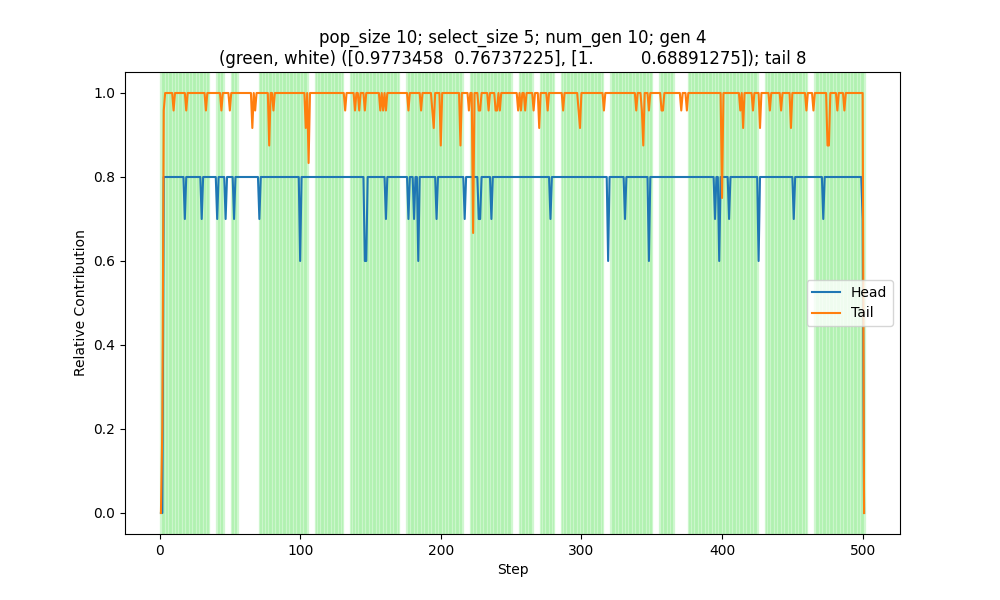 pop_size 10; select_size 5; num_gen 10; gen 4
(green, white) ([0.9773458  0.76737225], [1.         0.68891275]); tail 8
1.0
0.8
0.6
0.4
0.2
0.0
Relative Contribution
Head
Tail
0
100
200
300
400
500
Step